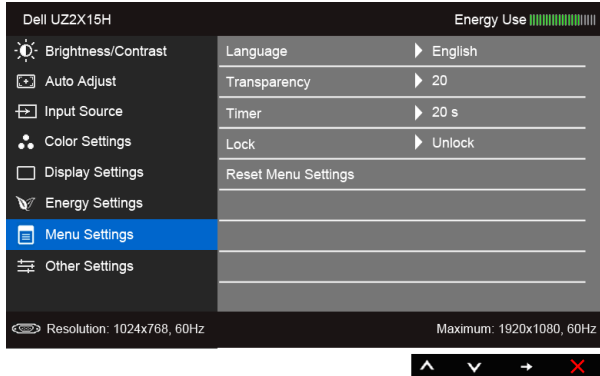 Dell UZ2X15H Energy Use
Brightness/Contrast Language English
Auto Adjust Transparency 20
Input Source Timer 20 s
Color Settings Lock Unlock
Display Settings Reset Menu Settings
Energy Settings
Menu Settings
Other Settings
Resolution: 1024x768, 60Hz Maximum: 1920x1080, 60Hz